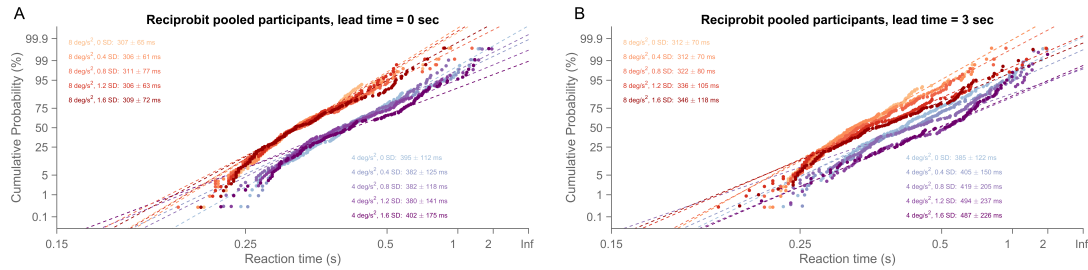 A
Reciprobit pooled participants, lead time = 0 sec
99.9
99
95
75
50
25
5
1
0.1
Cumulative Probability (%)
8 deg/s², 0 SD: 307 ± 65 ms
8 deg/s², 0.4 SD: 306 ± 61 ms
8 deg/s², 0.8 SD: 311 ± 77 ms
8 deg/s², 1.2 SD: 306 ± 63 ms
8 deg/s², 1.6 SD: 309 ± 72 ms
4 deg/s², 0 SD: 395 ± 112 ms
4 deg/s², 0.4 SD: 382 ± 125 ms
4 deg/s², 0.8 SD: 382 ± 118 ms
4 deg/s², 1.2 SD: 380 ± 141 ms
4 deg/s², 1.6 SD: 402 ± 175 ms
0.15
0.25
0.5
1
2
Inf
Reaction time (s)
B
Reciprobit pooled participants, lead time = 3 sec
99.9
99
95
75
50
25
5
1
0.1
Cumulative Probability (%)
8 deg/s², 0 SD: 312 ± 70 ms
8 deg/s², 0.4 SD: 312 ± 70 ms
8 deg/s², 0.8 SD: 322 ± 80 ms
8 deg/s², 1.2 SD: 336 ± 105 ms
8 deg/s², 1.6 SD: 346 ± 118 ms
4 deg/s², 0 SD: 385 ± 122 ms
4 deg/s², 0.4 SD: 405 ± 150 ms
4 deg/s², 0.8 SD: 419 ± 205 ms
4 deg/s², 1.2 SD: 494 ± 237 ms
4 deg/s², 1.6 SD: 487 ± 226 ms
0.15
0.25
0.5
1
2
Inf
Reaction time (s)